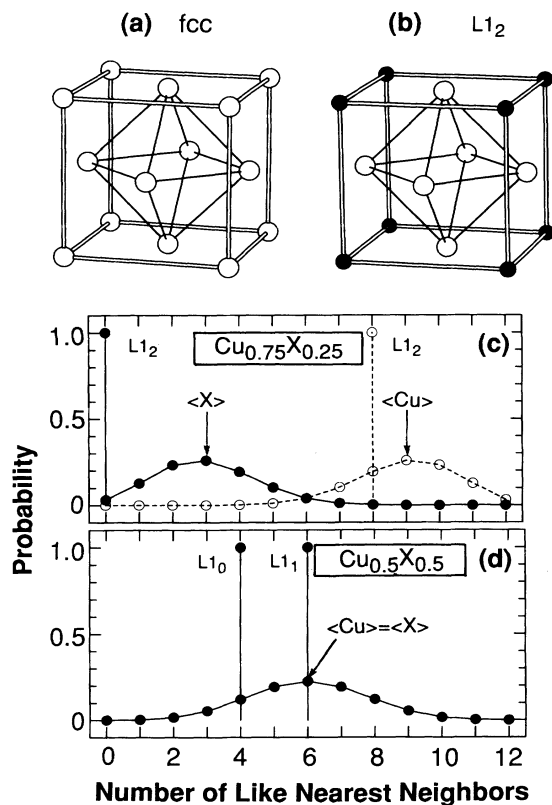 (a) fcc
(b) L1₂
1.0
L1₂
Cu₀.₇₅X₀.₂₅
L1₂
(c)
<X>
<Cu>
0.5
0
Probability
1.0
L1₀
L1₁
Cu₀.₅X₀.₅
(d)
<Cu>=<X>
0.5
0
0 2 4 6 8 10 12
Number of Like Nearest Neighbors